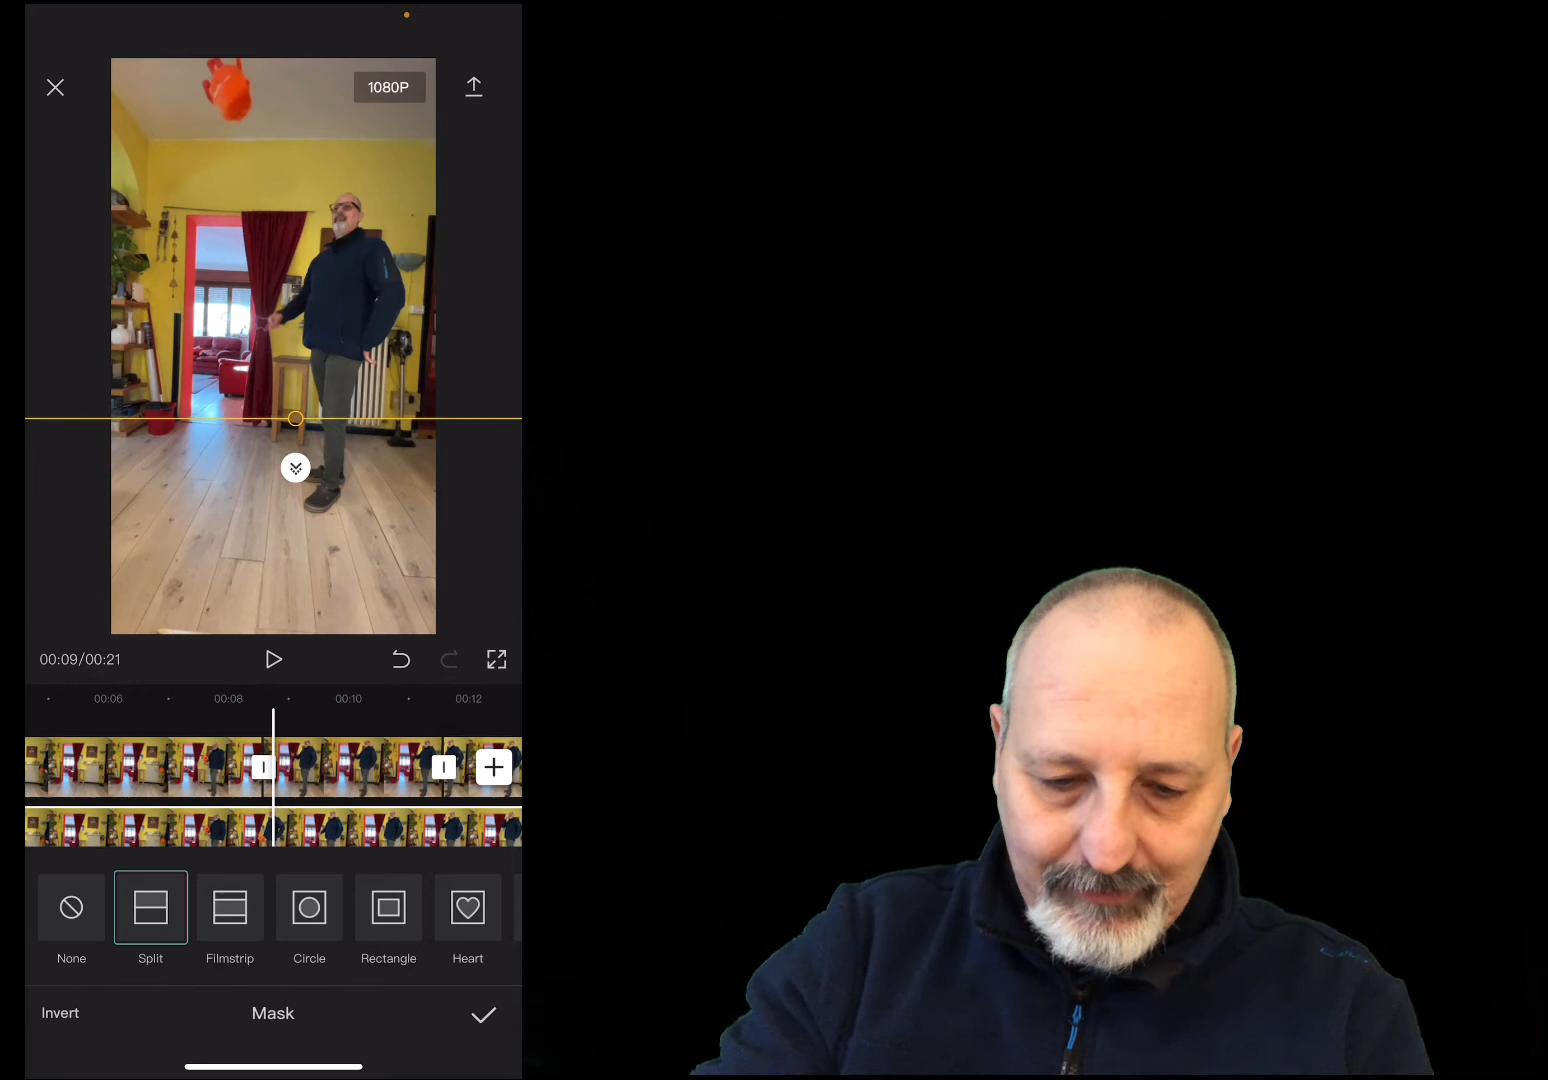 1080P
00:09/00:21
00:06 00:08 00:10 00:12
None Split Filmstrip Circle Rectangle Heart
Invert Mask